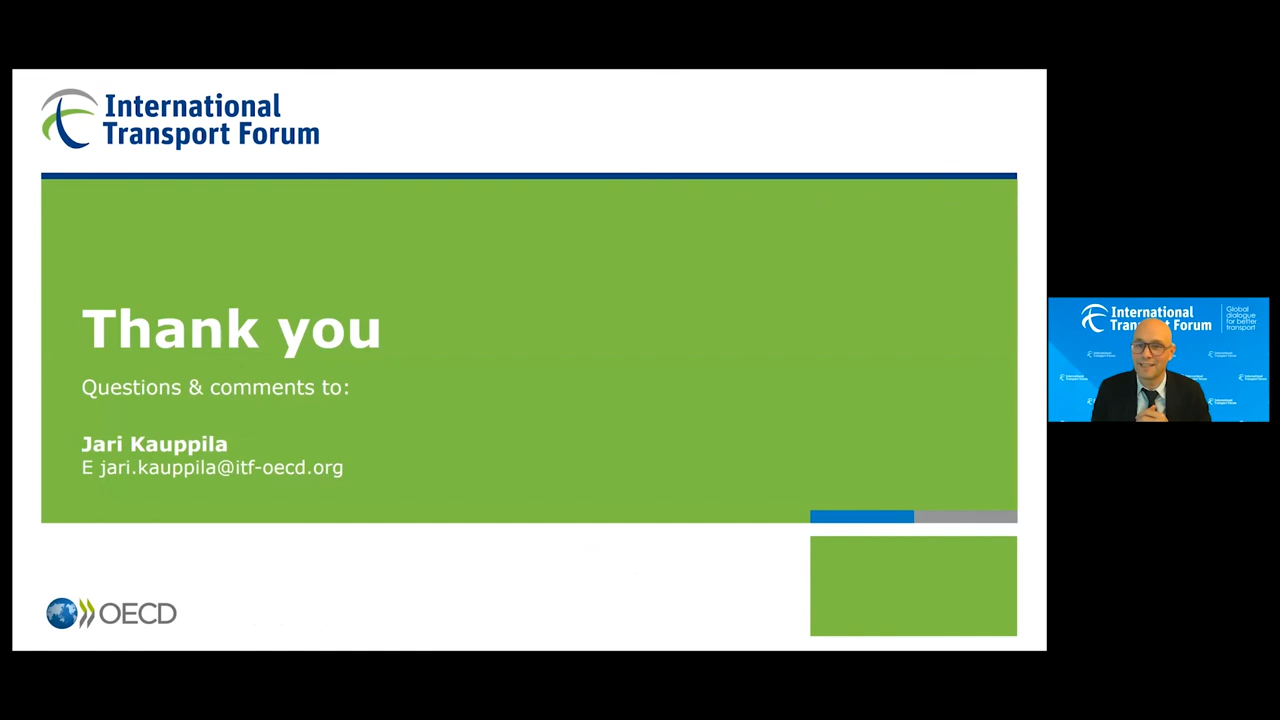 International
Transport Forum
Thank you
Questions & comments to:
Jari Kauppila
E jari.kauppila@itf-oecd.org
OECD
International
Transport Forum
Global
dialogue
for better
transport